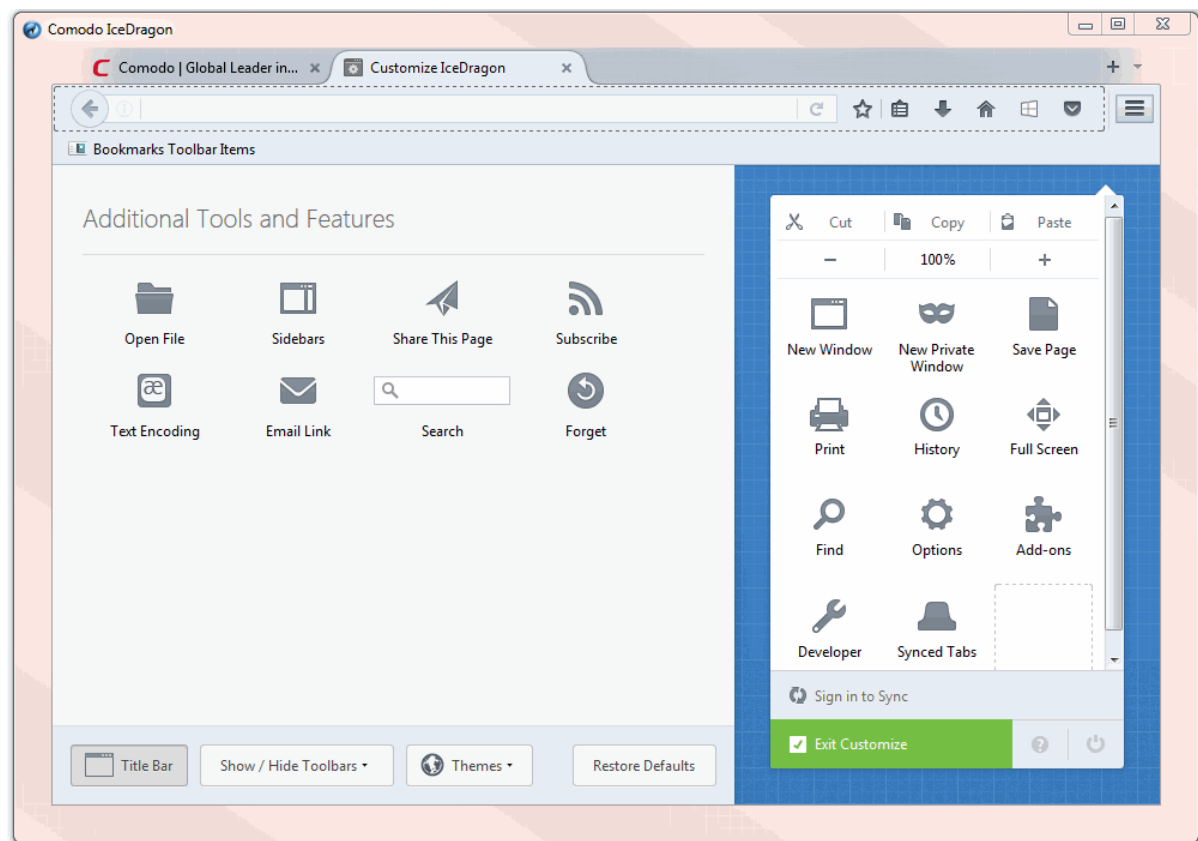 Comodo IceDragon
Comodo | Global Leader in...
Customize IceDragon
Bookmarks Toolbar Items
Additional Tools and Features
Open File
Sidebars
Share This Page
Subscribe
æ
Text Encoding
Email Link
Search
Forget
Cut
Copy
Paste
100%
New Window
New Private
Window
Save Page
Print
History
Full Screen
Find
Options
Add-ons
Developer
Synced Tabs
Sign in to Sync
Exit Customize
Title Bar
Show / Hide Toolbars
Themes
Restore Defaults